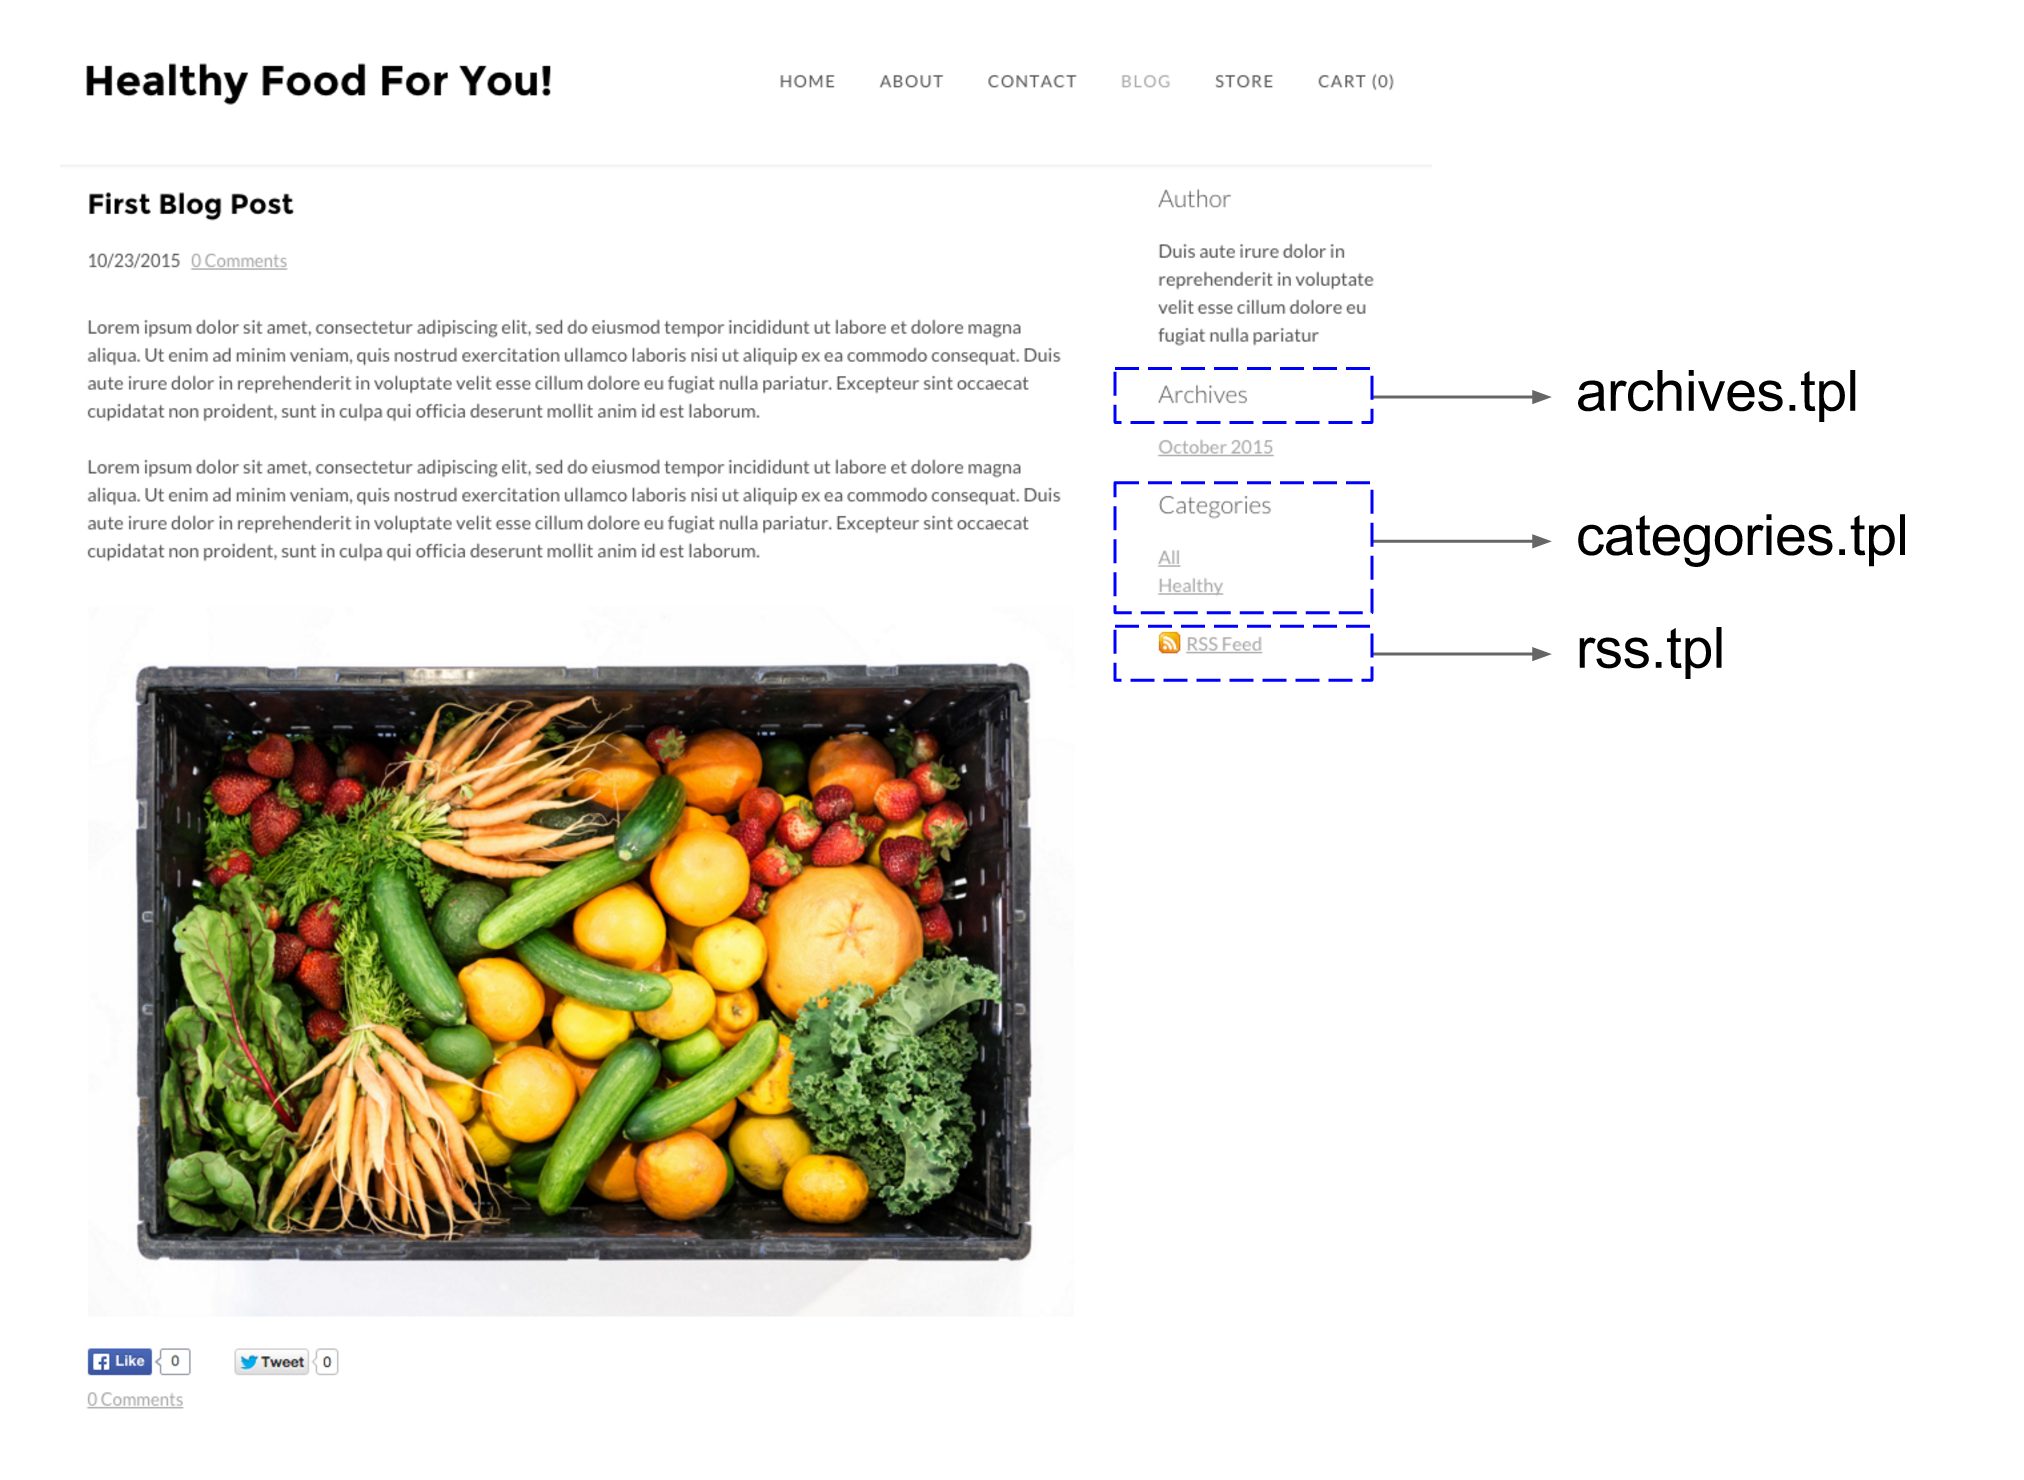 Healthy Food For You!
HOME ABOUT CONTACT BLOG STORE CART (0)
First Blog Post
10/23/2015 0 Comments
Lorem ipsum dolor sit amet, consectetur adipiscing elit, sed do eiusmod tempor incididunt ut labore et dolore magna
aliqua. Ut enim ad minim veniam, quis nostrud exercitation ullamco laboris nisi ut aliquip ex ea commodo consequat. Duis
aute irure dolor in reprehenderit in voluptate velit esse cillum dolore eu fugiat nulla pariatur. Excepteur sint occaecat
cupidatat non proident, sunt in culpa qui officia deserunt mollit anim id est laborum.
Lorem ipsum dolor sit amet, consectetur adipiscing elit, sed do eiusmod tempor incididunt ut labore et dolore magna
aliqua. Ut enim ad minim veniam, quis nostrud exercitation ullamco laboris nisi ut aliquip ex ea commodo consequat. Duis
aute irure dolor in reprehenderit in voluptate velit esse cillum dolore eu fugiat nulla pariatur. Excepteur sint occaecat
cupidatat non proident, sunt in culpa qui officia deserunt mollit anim id est laborum.
Like 0
Tweet 0
0 Comments
Author
Duis aute irure dolor in
reprehenderit in voluptate
velit esse cillum dolore eu
fugiat nulla pariatur
Archives
October 2015
Categories
All
Healthy
RSS Feed
archives.tpl
categories.tpl
rss.tpl